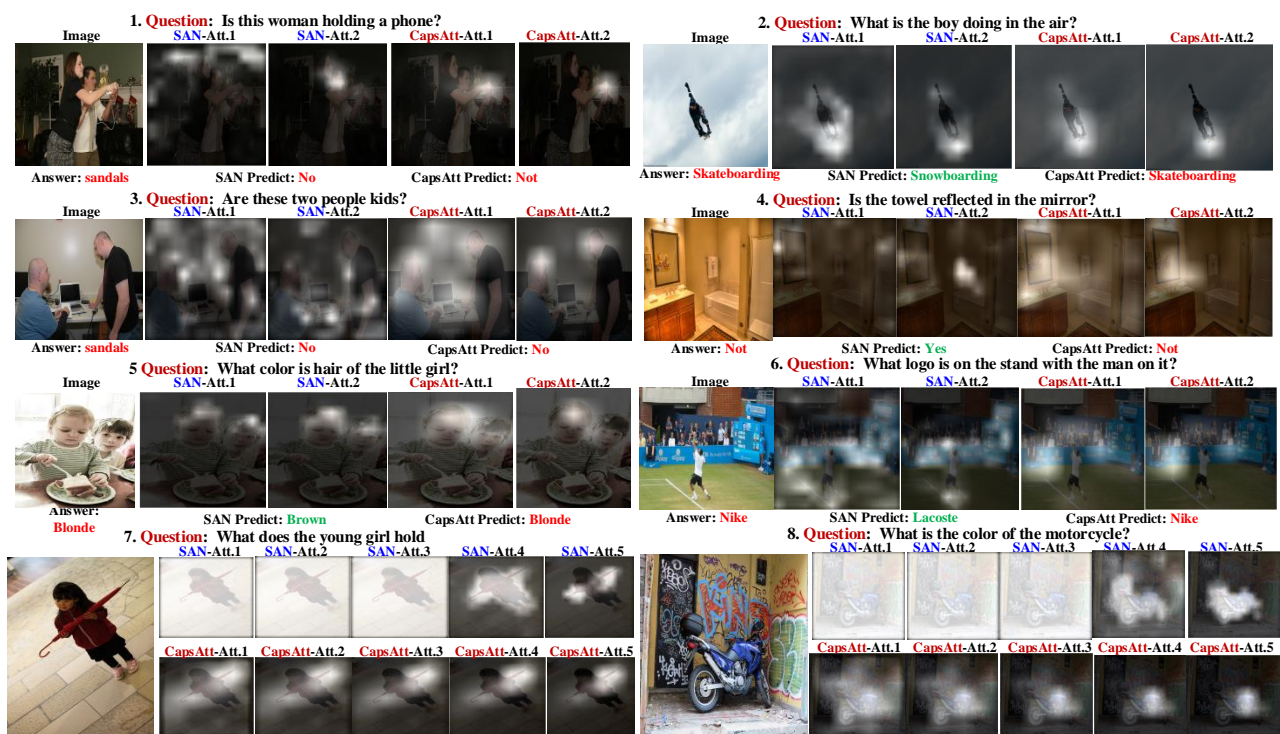 1. Question: Is this woman holding a phone?
Image SAN-Att.1 SAN-Att.2 CapsAtt-Att.1 CapsAtt-Att.2
Answer: sandals SAN Predict: No CapsAtt Predict: Not
2. Question: What is the boy doing in the air?
Image SAN-Att.1 SAN-Att.2 CapsAtt-Att.1 CapsAtt-Att.2
Answer: Skateboarding SAN Predict: Snowboarding CapsAtt Predict: Skateboarding
3. Question: Are these two people kids?
Image SAN-Att.1 SAN-Att.2 CapsAtt-Att.1 CapsAtt-Att.2
Answer: sandals SAN Predict: No CapsAtt Predict: No
4. Question: Is the towel reflected in the mirror?
Image SAN-Att.1 SAN-Att.2 CapsAtt-Att.1 CapsAtt-Att.2
Answer: Not SAN Predict: Yes CapsAtt Predict: Not
5 Question: What color is hair of the little girl?
Image SAN-Att.1 SAN-Att.2 CapsAtt-Att.1 CapsAtt-Att.2
Answer:
Blonde
SAN Predict: Brown CapsAtt Predict: Blonde
6. Question: What logo is on the stand with the man on it?
Image SAN-Att.1 SAN-Att.2 CapsAtt-Att.1 CapsAtt-Att.2
Answer: Nike SAN Predict: Lacoste CapsAtt Predict: Nike
7. Question: What does the young girl hold
SAN-Att.1 SAN-Att.2 SAN-Att.3 SAN-Att.4 SAN-Att.5
CapsAtt-Att.1 CapsAtt-Att.2 CapsAtt-Att.3 CapsAtt-Att.4 CapsAtt-Att.5
8. Question: What is the color of the motorcycle?
SAN-Att.1 SAN-Att.2 SAN-Att.3 SAN-Att.4 SAN-Att.5
CapsAtt-Att.1 CapsAtt-Att.2 CapsAtt-Att.3 CapsAtt-Att.4 CapsAtt-Att.5